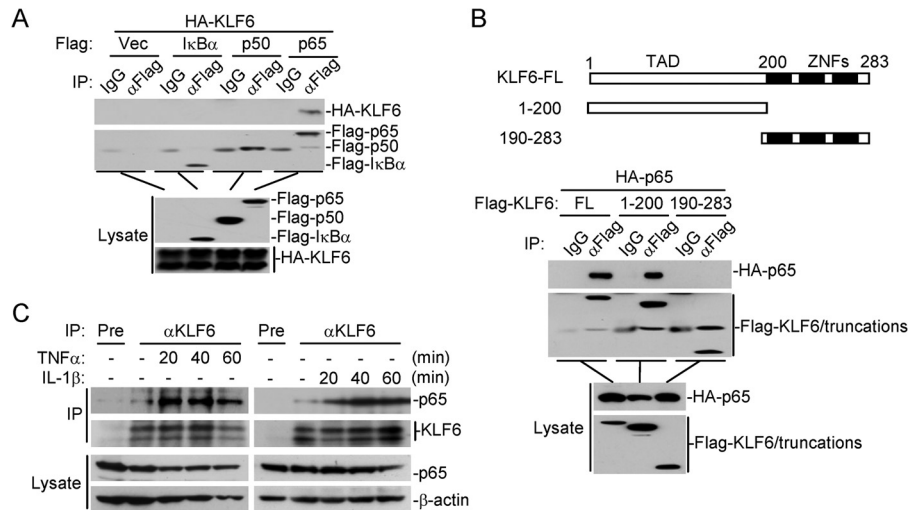 A
HA-KLF6
Flag: Vec IκBα p50 p65
IP: IgG αFlag IgG αFlag IgG αFlag IgG αFlag
-HA-KLF6
-Flag-p65
-Flag-p50
-Flag-IκBα
Lysate
-Flag-p65
-Flag-p50
-Flag-IκBα
-HA-KLF6
B
1 TAD 200 ZNFs 283
KLF6-FL
1-200
190-283
HA-p65
Flag-KLF6: FL 1-200 190-283
IP: IgG αFlag IgG αFlag IgG αFlag
-HA-p65
-Flag-KLF6/truncations
Lysate
-HA-p65
-Flag-KLF6/truncations
C
IP: Pre αKLF6 Pre αKLF6
TNFα: - - 20 40 60 - - - - - (min)
IL-1β: - - - - - - - 20 40 60 (min)
IP
-p65
KLF6
Lysate
-p65
-β-actin